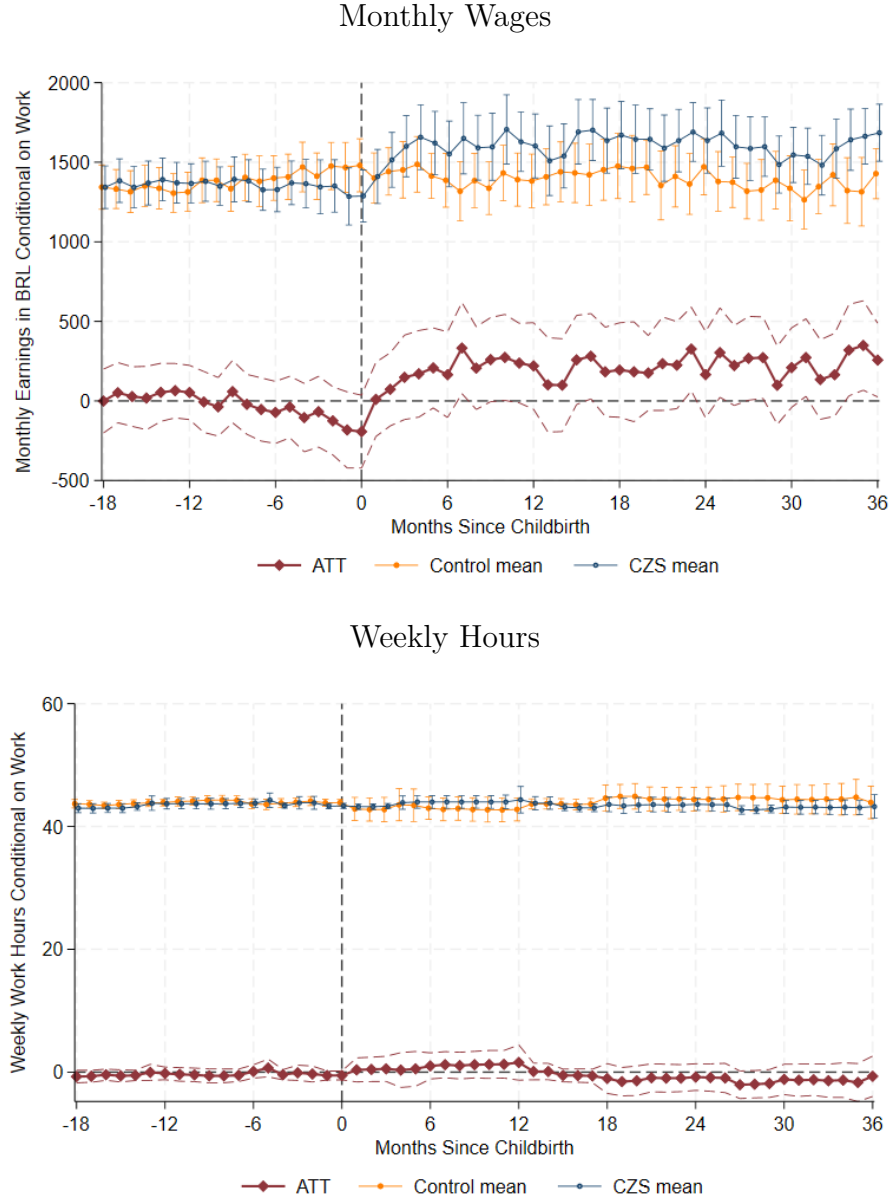 Monthly Wages
Monthly Earnings in BRL Conditional on Work
2000
1500
1000
500
0
-500
-18 -12 -6 0 6 12 18 24 30 36
Months Since Childbirth
ATT Control mean CZS mean
Weekly Hours
Weekly Work Hours Conditional on Work
60
40
20
0
-18 -12 -6 0 6 12 18 24 30 36
Months Since Childbirth
ATT Control mean CZS mean